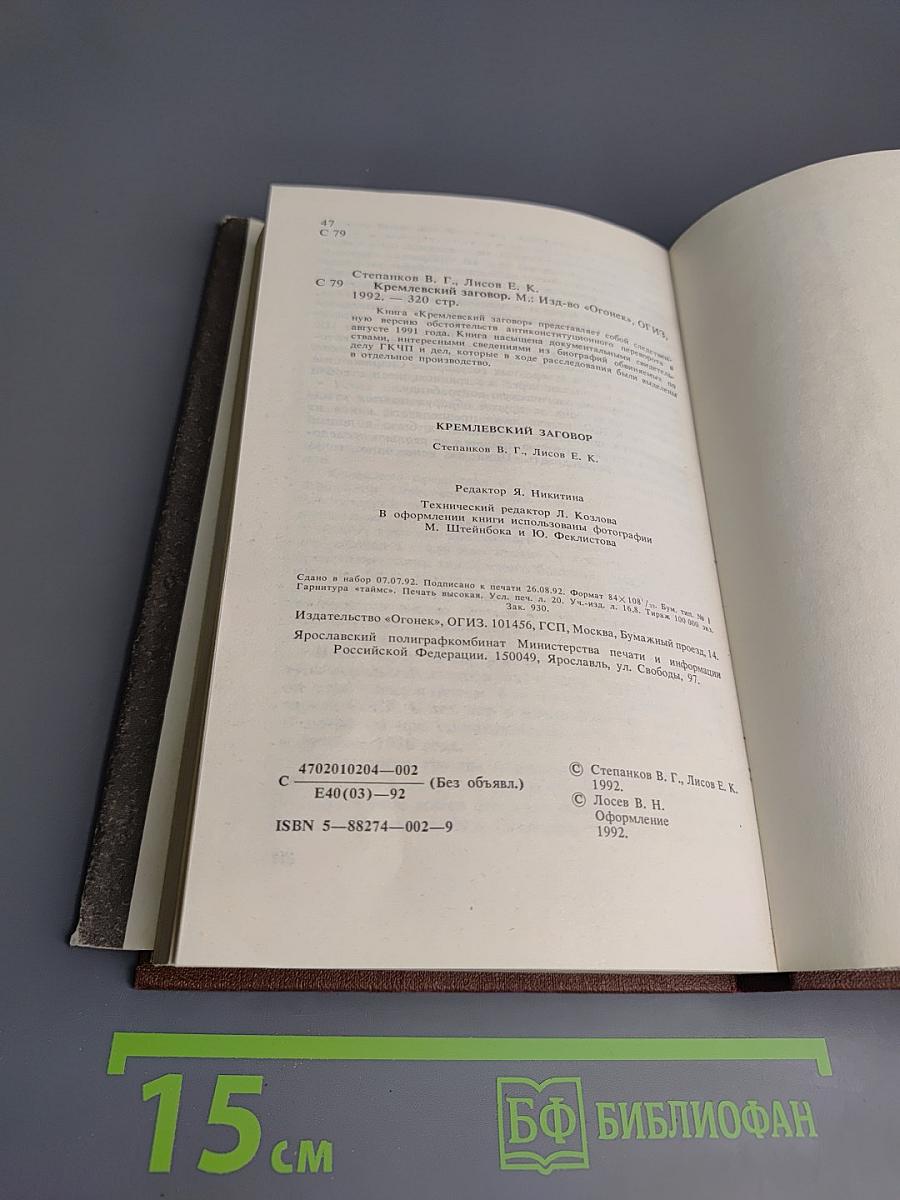 47
С 79
Степанков В. Г., Лисов Е. К.
С 79 Кремлевский заговор. М.: Изд-во «Огонек», ОГИЗ,
1992. — 320 стр.
Книга «Кремлевский заговор» представляет собой следствен-
ную версию обстоятельств антиконституционного переворота в
августе 1991 года. Книга насыщена документальными свидетель-
ствами, интересными сведениями из биографий обвиняемых по
делу ГКЧП и дел, которые в ходе расследования были выделены
в отдельное производство.
КРЕМЛЕВСКИЙ ЗАГОВОР
Степанков В. Г., Лисов Е. К.
Редактор Я. Никитина
Технический редактор Л. Козлова
В оформлении книги использованы фотографии
М. Штейнбока и Ю. Феклистова
Сдано в набор 07.07.92. Подписано к печати 26.08.92. Формат 84×108¹/₃₂. Бум. тип. № 1
Гарнитура «таймс». Печать высокая. Усл. печ. л. 20. Уч.-изд. л. 16,8. Тираж 100 000 экз.
Зак. 930.
Издательство «Огонек», ОГИЗ. 101456, ГСП, Москва, Бумажный проезд, 14.
Ярославский полиграфкомбинат Министерства печати и информации
Российской Федерации. 150049, Ярославль, ул. Свободы, 97.
С 4702010204—002 (Без объявл.)
Е40(03)—92
ISBN 5—88274—002—9
© Степанков В. Г., Лисов Е. К.
1992.
© Лосев В. Н.
Оформление
1992.
15 см
БФ БИБЛИОФАН